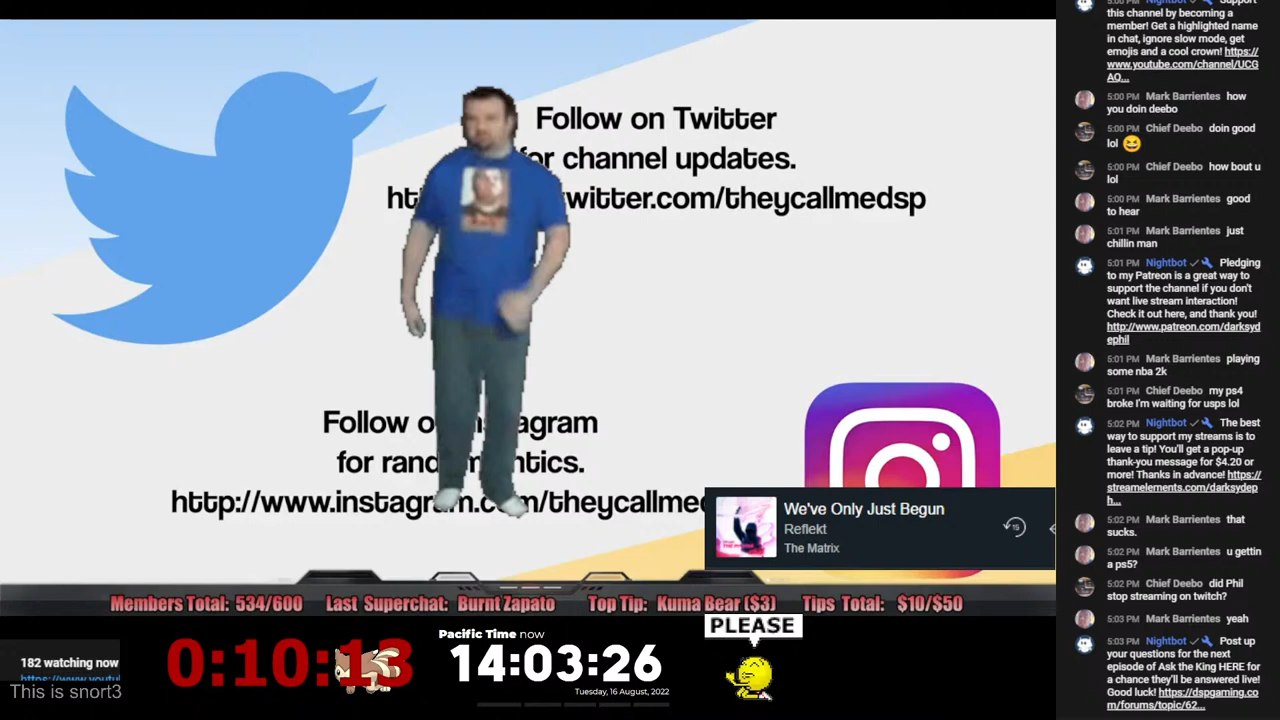 Follow on Twitter
for channel updates.
twitter.com/theycallmedsp
Follow on Instagram
http://www.instagram.com/theycallmed
We've Only Just Begun
Reflekt
The Matrix
15
Members Total: 534/600 Last Superchat: Burnt Zapato Top Tip: Kuma Bear ($3) Tips Total: $10/$50
182 watching now
https://www.youtul
This is snort3
0:10:13
Pacific Time now
14:03:26
Tuesday, 16 August, 2022
PLEASE
5:00 PM Nightbot Support
this channel by becoming a
member! Get a highlighted name
in chat, ignore slow mode, get
emojis and a cool crown! https://
www.youtube.com/channel/UCG
AQ...
5:00 PM Mark Barrientes how
you doin deebo
5:00 PM Chief Deebo doin good
lol
5:00 PM Chief Deebo how bout u
lol
5:00 PM Mark Barrientes good
to hear
5:01 PM Mark Barrientes just
chillin man
5:01 PM Nightbot Pledging
to my Patreon is a great way to
support the channel if you don't
want live stream interaction!
Check it out here, and thank you!
http://www.patreon.com/darksyd
ephil
5:01 PM Mark Barrientes playing
some nba 2k
5:01 PM Chief Deebo my ps4
broke I'm waiting for usps lol
5:02 PM Nightbot The best
way to support my streams is to
leave a tip! You'll get a pop-up
thank-you message for $4.20 or
more! Thanks in advance! https://
streamelements.com/darksydep
h...
5:02 PM Mark Barrientes that
sucks.
5:02 PM Mark Barrientes u gettin
a ps5?
5:02 PM Chief Deebo did Phil
stop streaming on twitch?
5:03 PM Mark Barrientes yeah
5:03 PM Nightbot Post up
your questions for the next
episode of Ask the King HERE for
a chance they'll be answered live!
Good luck! https://dspgaming.co
m/forums/topic/62...